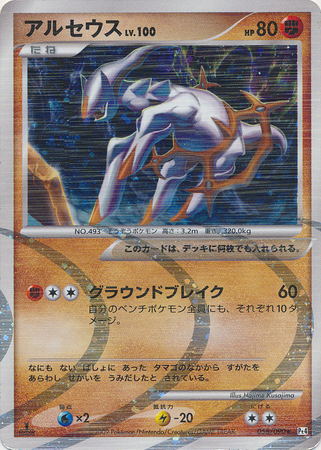 アルセウス LV.100 HP 80
たね
NO.493 そうぞうポケモン 高さ:3.2m 重さ:320.0kg
このカードは、デッキに何枚でも入れられる。
グラウンドブレイク 60
自分のベンチポケモン全員にも、それぞれ10ダ
メージ。
なにも ない ばしょに あった タマゴのなかから すがたを
あらわし せかいを うみだしたと されている。
Illus. Hajime Kusajima
弱点 抵抗力 にげる
×2 -20